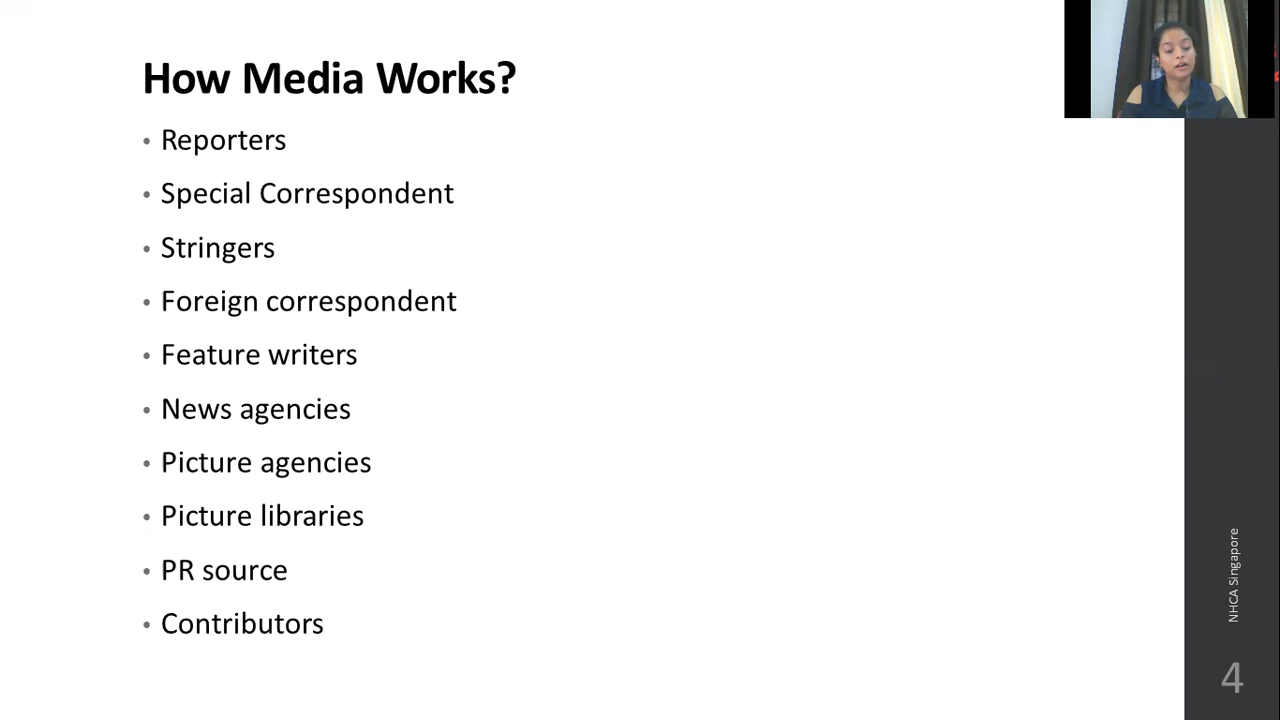 How Media Works?
• Reporters
• Special Correspondent
• Stringers
• Foreign correspondent
• Feature writers
• News agencies
• Picture agencies
• Picture libraries
• PR source
• Contributors
NHCA Singapore
4